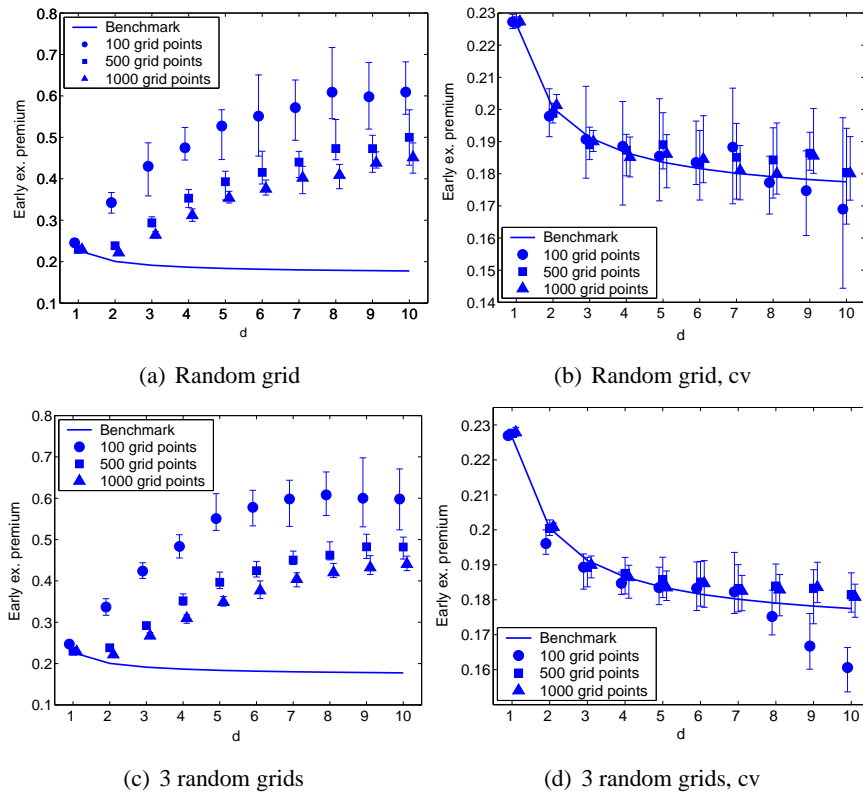 0.8
0.7
0.6
0.5
0.4
0.3
0.2
0.1
Early ex. premium
Benchmark
100 grid points
500 grid points
1000 grid points
1 2 3 4 5 6 7 8 9 10
d
(a) Random grid
0.23
0.22
0.21
0.2
0.19
0.18
0.17
0.16
0.15
0.14
Early ex. premium
Benchmark
100 grid points
500 grid points
1000 grid points
1 2 3 4 5 6 7 8 9 10
d
(b) Random grid, cv
0.8
0.7
0.6
0.5
0.4
0.3
0.2
0.1
Early ex. premium
Benchmark
100 grid points
500 grid points
1000 grid points
1 2 3 4 5 6 7 8 9 10
d
(c) 3 random grids
0.23
0.22
0.21
0.2
0.19
0.18
0.17
0.16
Early ex. premium
Benchmark
100 grid points
500 grid points
1000 grid points
1 2 3 4 5 6 7 8 9 10
d
(d) 3 random grids, cv